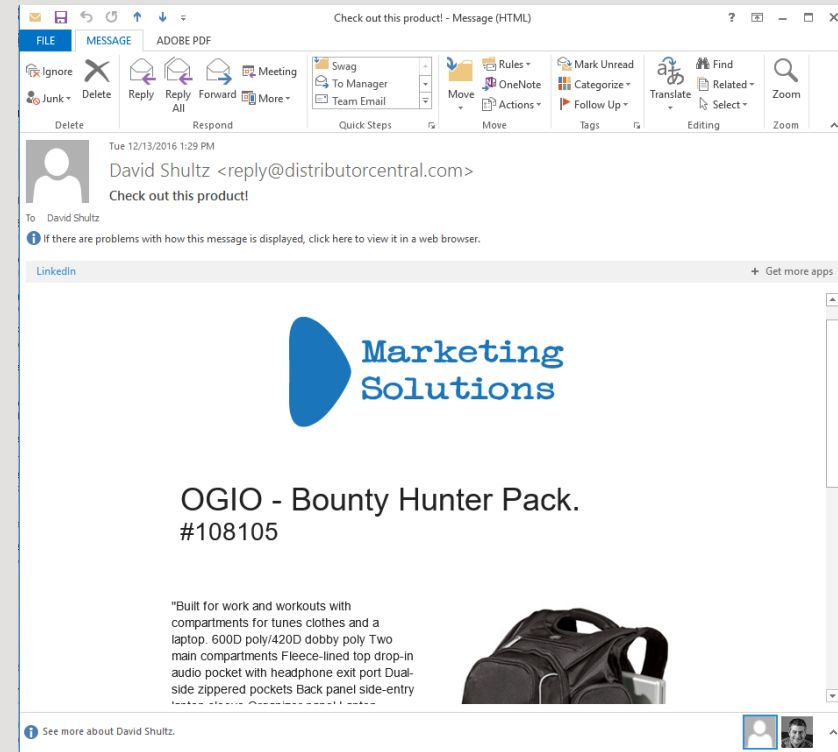 Check out this product! - Message (HTML)
?
FILE MESSAGE ADOBE PDF
Ignore
Junk
Delete
Reply
Reply All
Forward
Meeting
More
Swag
To Manager
Team Email
Move
Rules
OneNote
Actions
Mark Unread
Categorize
Follow Up
Translate
Find
Related
Select
Zoom
Delete Respond Quick Steps Move Tags Editing Zoom
Tue 12/13/2016 1:29 PM
David Shultz <reply@distributorcentral.com>
Check out this product!
To David Shultz
If there are problems with how this message is displayed, click here to view it in a web browser.
LinkedIn + Get more apps
Marketing
Solutions
OGIO - Bounty Hunter Pack.
#108105
"Built for work and workouts with
compartments for tunes clothes and a
laptop. 600D poly/420D dobby poly Two
main compartments Fleece-lined top drop-in
audio pocket with headphone exit port Dual-
side zippered pockets Back panel side-entry
See more about David Shultz.